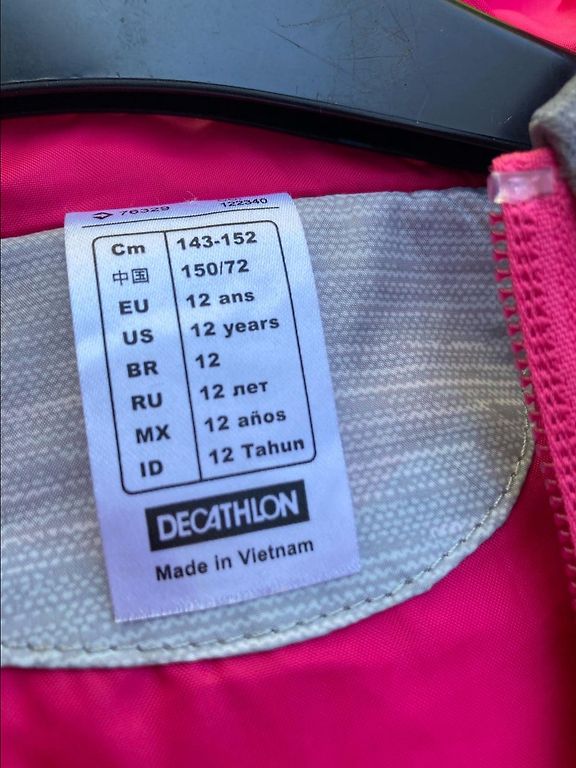 76329 122340
Cm 143-152
中国 150/72
EU 12 ans
US 12 years
BR 12
RU 12 лет
MX 12 años
ID 12 Tahun
DECATHLON
Made in Vietnam